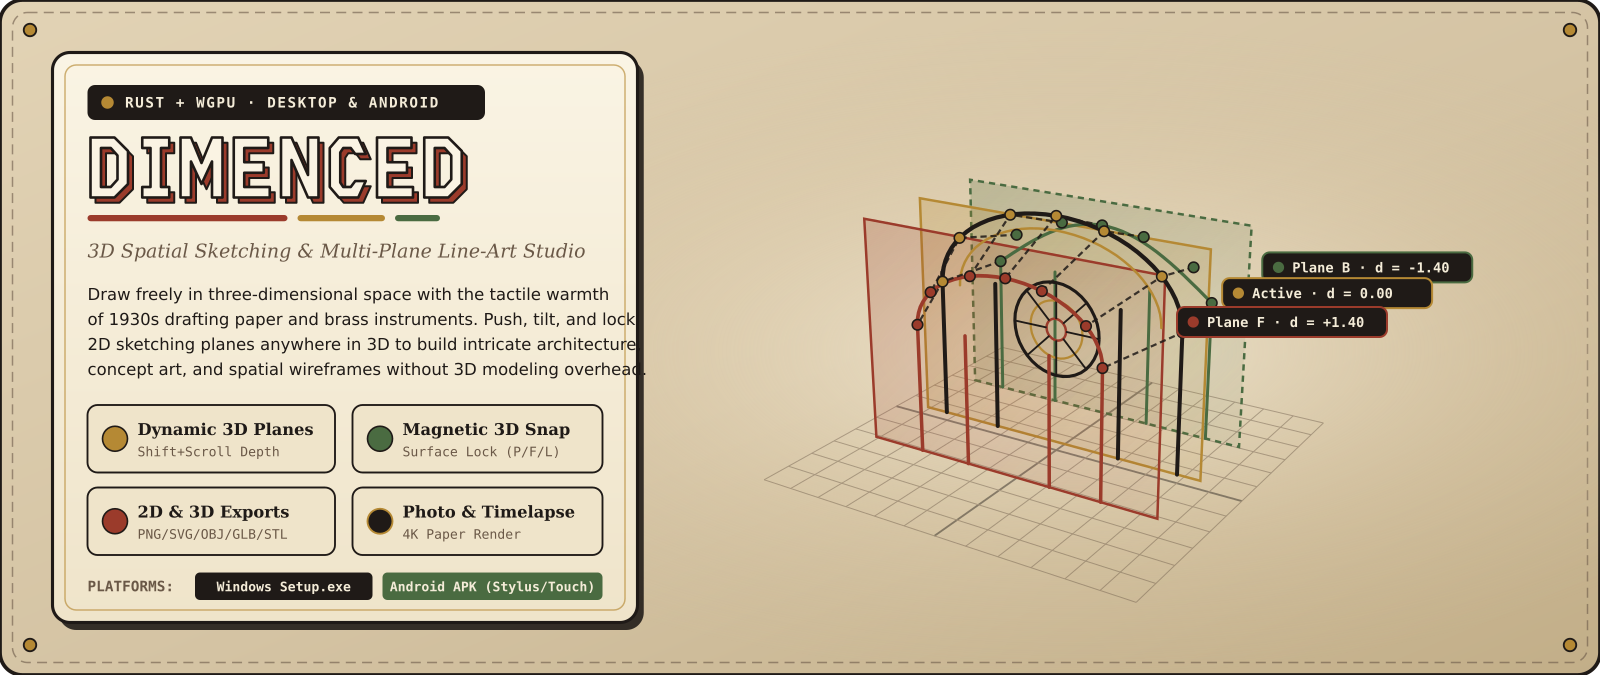 RUST + WGPU · DESKTOP & ANDROID
DIMENCED
3D Spatial Sketching & Multi-Plane Line-Art Studio
Draw freely in three-dimensional space with the tactile warmth
of 1930s drafting paper and brass instruments. Push, tilt, and lock
2D sketching planes anywhere in 3D to build intricate architecture,
concept art, and spatial wireframes without 3D modeling overhead.
Dynamic 3D Planes
Shift+Scroll Depth
Magnetic 3D Snap
Surface Lock (P/F/L)
2D & 3D Exports
PNG/SVG/OBJ/GLB/STL
Photo & Timelapse
4K Paper Render
PLATFORMS:
Windows Setup.exe
Android APK (Stylus/Touch)
Plane B · d = -1.40
Active · d = 0.00
Plane F · d = +1.40